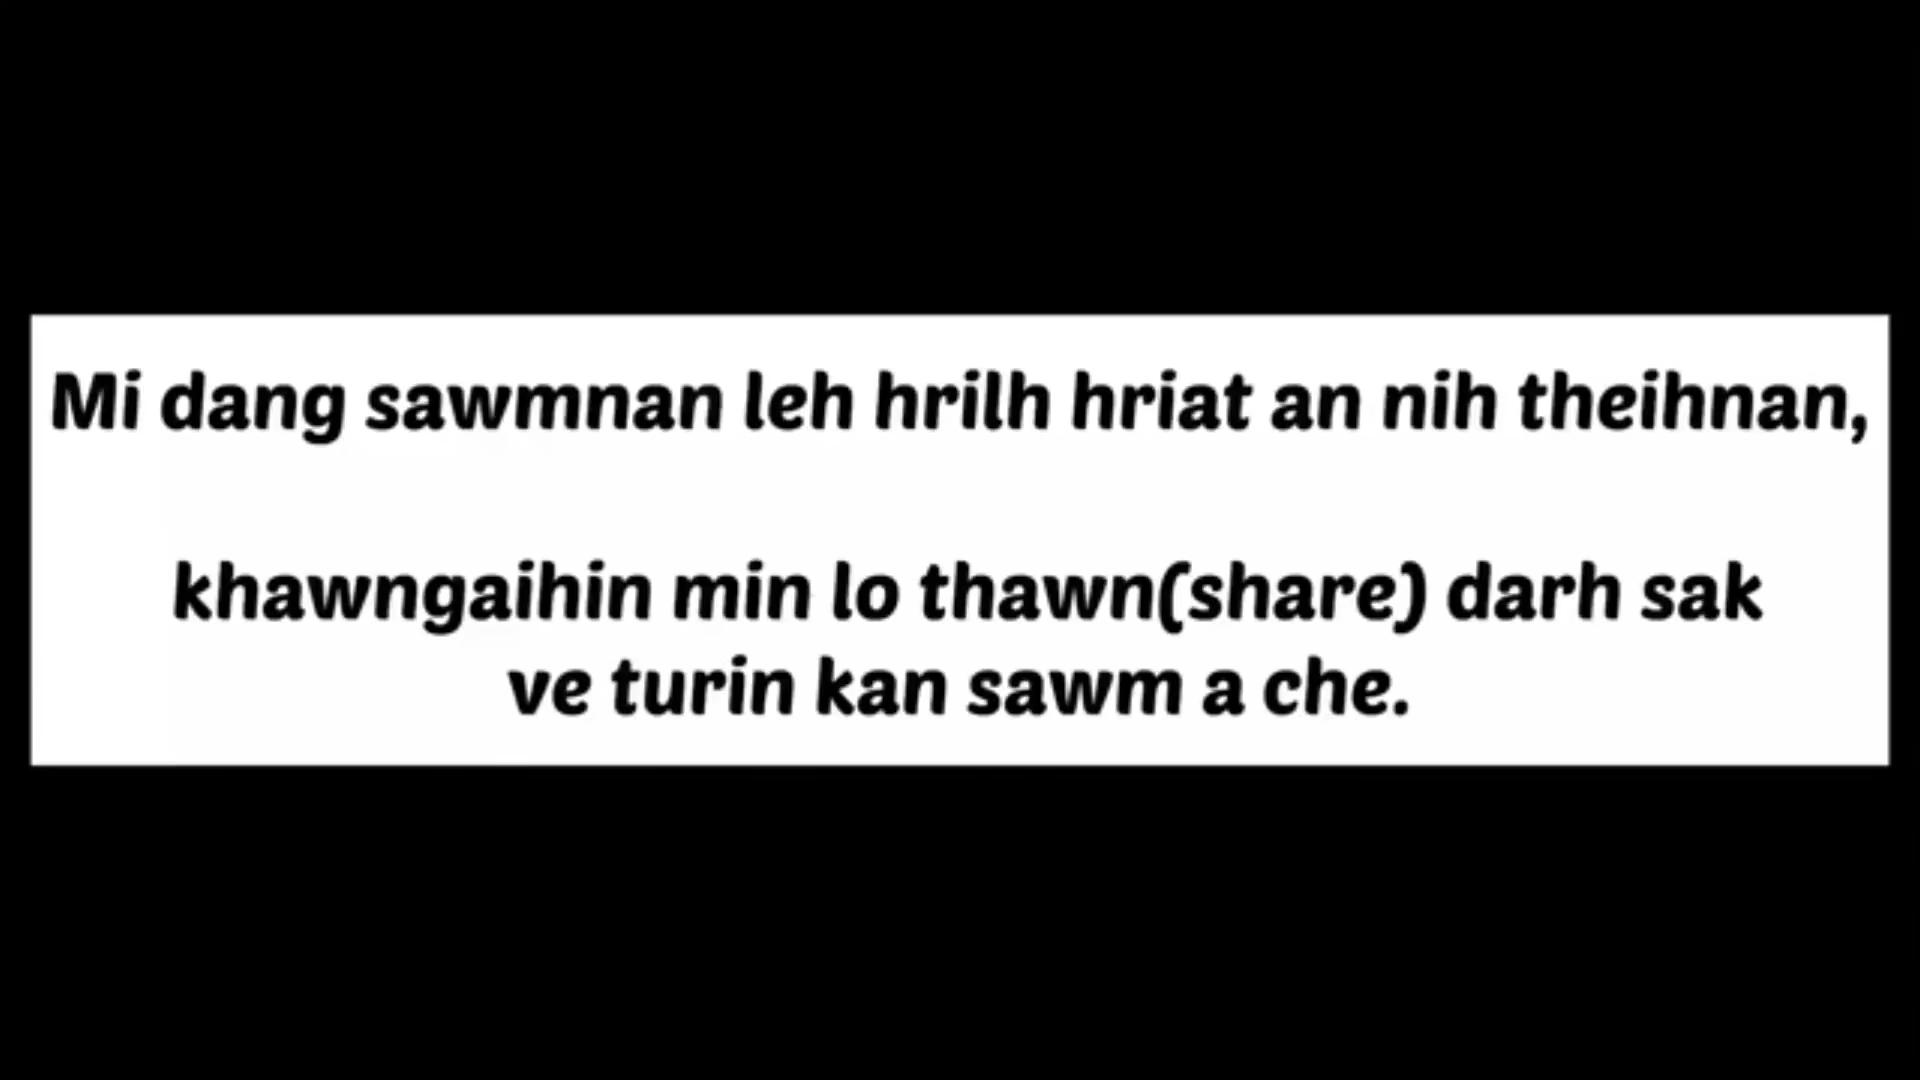 Mi dang sawmnan leh hrilh hriat an nih theihnan,
khawngaihin min lo thawn(share) darh sak
ve turin kan sawm a che.